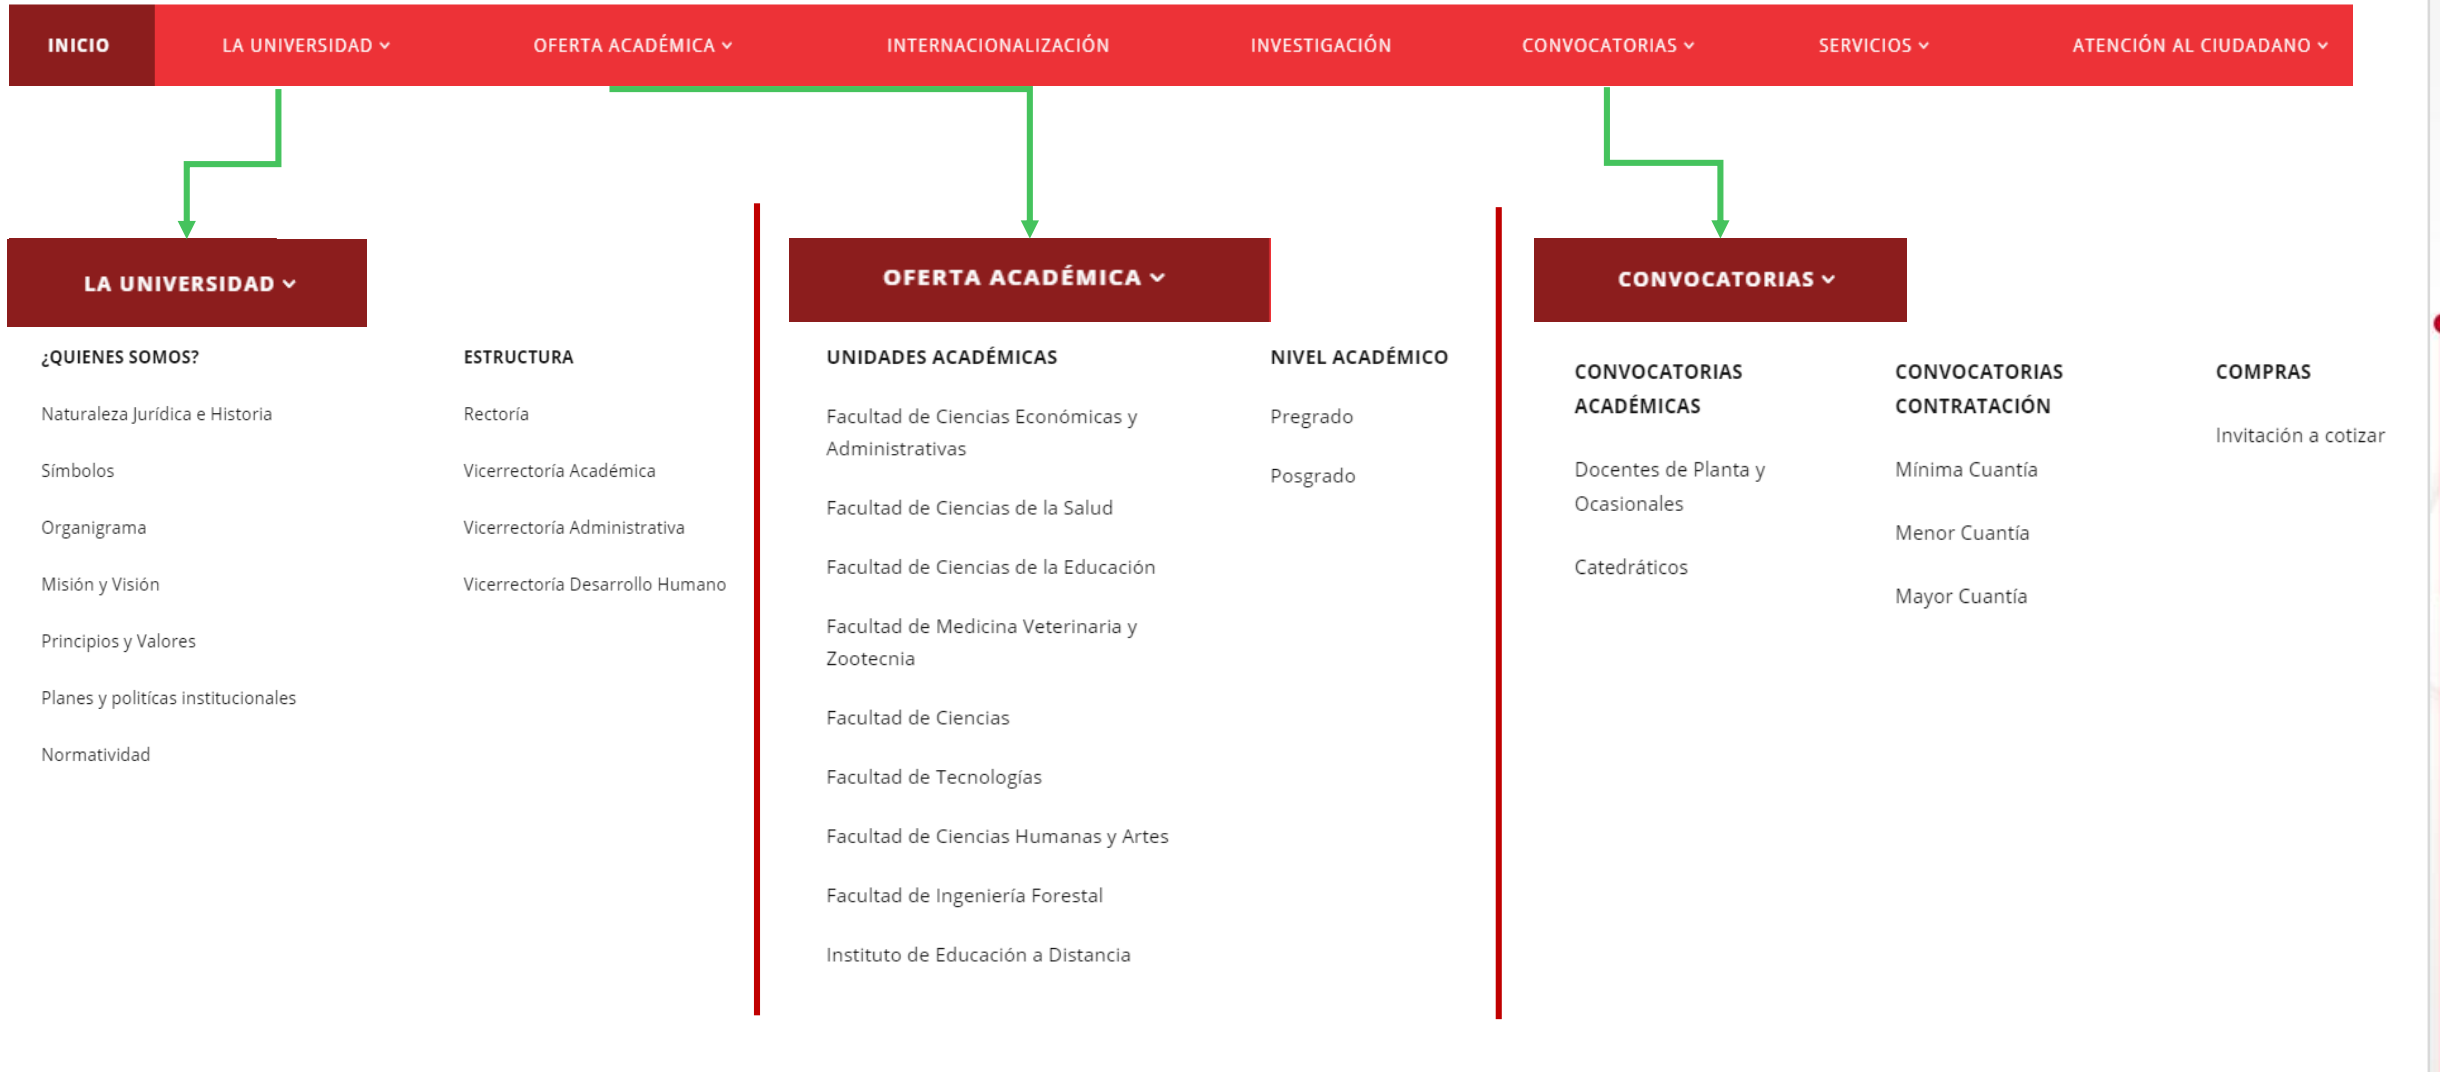 INICIO
LA UNIVERSIDAD
OFERTA ACADÉMICA
INTERNACIONALIZACIÓN
INVESTIGACIÓN
CONVOCATORIAS
SERVICIOS
ATENCIÓN AL CIUDADANO
LA UNIVERSIDAD
¿QUIENES SOMOS?
Naturaleza Jurídica e Historia
Símbolos
Organigrama
Misión y Visión
Principios y Valores
Planes y politícas institucionales
Normatividad
ESTRUCTURA
Rectoría
Vicerrectoría Académica
Vicerrectoría Administrativa
Vicerrectoría Desarrollo Humano
OFERTA ACADÉMICA
UNIDADES ACADÉMICAS
Facultad de Ciencias Económicas y
Administrativas
Facultad de Ciencias de la Salud
Facultad de Ciencias de la Educación
Facultad de Medicina Veterinaria y
Zootecnia
Facultad de Ciencias
Facultad de Tecnologías
Facultad de Ciencias Humanas y Artes
Facultad de Ingeniería Forestal
Instituto de Educación a Distancia
NIVEL ACADÉMICO
Pregrado
Posgrado
CONVOCATORIAS
CONVOCATORIAS
ACADÉMICAS
Docentes de Planta y
Ocasionales
Catedráticos
CONVOCATORIAS
CONTRATACIÓN
Mínima Cuantía
Menor Cuantía
Mayor Cuantía
COMPRAS
Invitación a cotizar